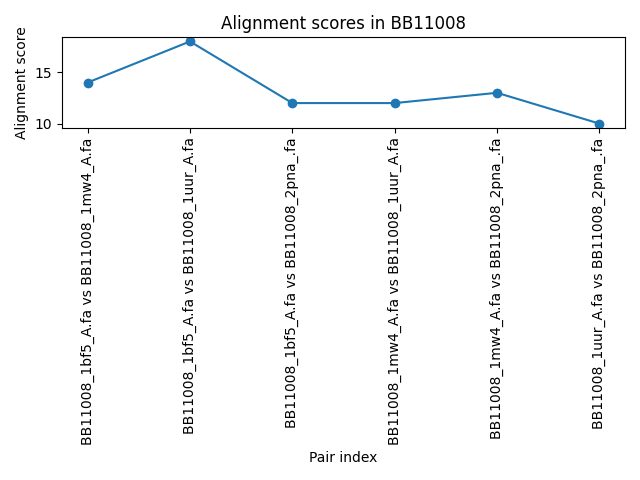 Alignment scores in BB11008
Alignment score
15
10
BB11008_1bf5_A.fa vs BB11008_1mw4_A.fa
BB11008_1bf5_A.fa vs BB11008_1uur_A.fa
BB11008_1bf5_A.fa vs BB11008_2pna_.fa
BB11008_1mw4_A.fa vs BB11008_1uur_A.fa
BB11008_1mw4_A.fa vs BB11008_2pna_.fa
BB11008_1uur_A.fa vs BB11008_2pna_.fa
Pair index